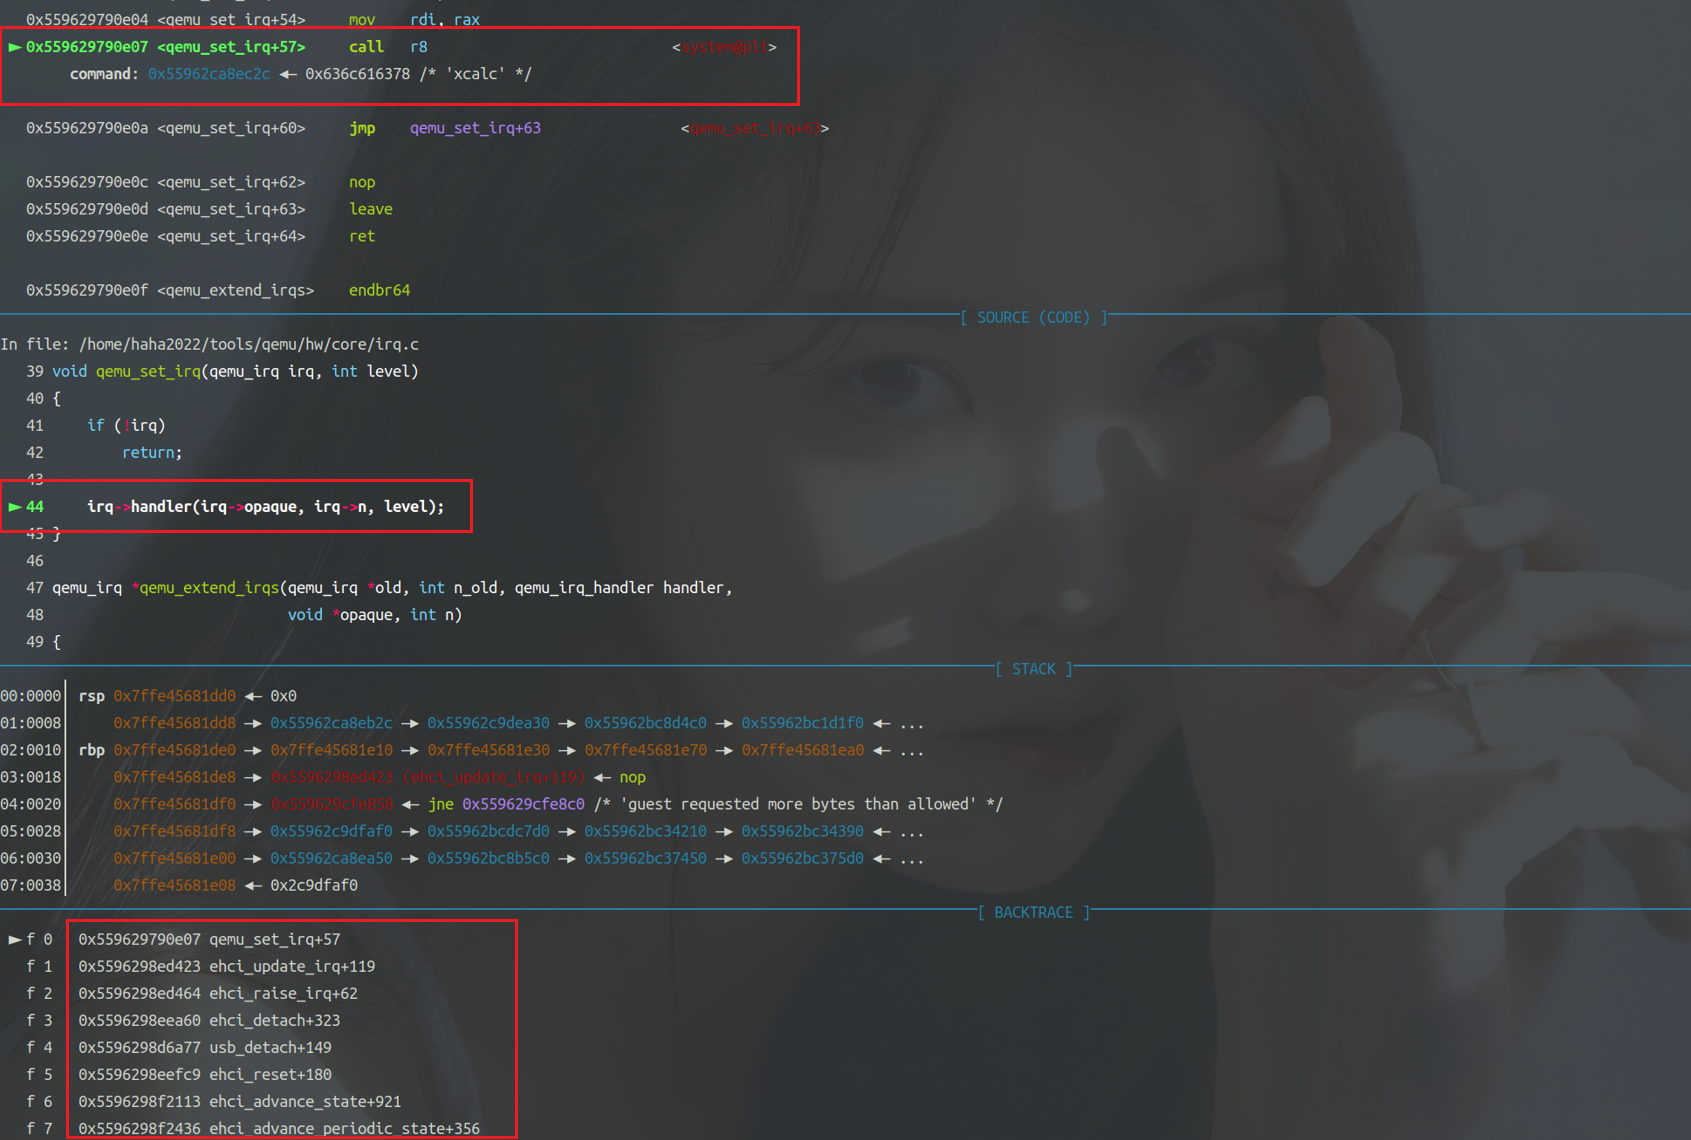 0x559629790e04 <qemu_set_irq+54> mov rdi, rax
► 0x559629790e07 <qemu_set_irq+57> call r8 <system@plt>
command: 0x55962ca8ec2c ◂— 0x636c616378 /* 'xcalc' */
0x559629790e0a <qemu_set_irq+60> jmp qemu_set_irq+63 <qemu_set_irq+63>
0x559629790e0c <qemu_set_irq+62> nop
0x559629790e0d <qemu_set_irq+63> leave
0x559629790e0e <qemu_set_irq+64> ret
0x559629790e0f <qemu_extend_irqs> endbr64
[ SOURCE (CODE) ]
In file: /home/haha2022/tools/qemu/hw/core/irq.c
39 void qemu_set_irq(qemu_irq irq, int level)
40 {
41 if (!irq)
42 return;
43
► 44 irq->handler(irq->opaque, irq->n, level);
45 }
46
47 qemu_irq *qemu_extend_irqs(qemu_irq *old, int n_old, qemu_irq_handler handler,
48 void *opaque, int n)
49 {
[ STACK ]
00:0000│ rsp 0x7ffe45681dd0 ◂— 0x0
01:0008│ 0x7ffe45681dd8 —▸ 0x55962ca8eb2c —▸ 0x55962c9dea30 —▸ 0x55962bc8d4c0 —▸ 0x55962bc1d1f0 ◂— ...
02:0010│ rbp 0x7ffe45681de0 —▸ 0x7ffe45681e10 —▸ 0x7ffe45681e30 —▸ 0x7ffe45681e70 —▸ 0x7ffe45681ea0 ◂— ...
03:0018│ 0x7ffe45681de8 —▸ 0x5596298ed423 (ehci_update_irq+119) ◂— nop
04:0020│ 0x7ffe45681df0 —▸ 0x559629cfe858 ◂— jne 0x559629cfe8c0 /* 'guest requested more bytes than allowed' */
05:0028│ 0x7ffe45681df8 —▸ 0x55962c9dfaf0 —▸ 0x55962bcdc7d0 —▸ 0x55962bc34210 —▸ 0x55962bc34390 ◂— ...
06:0030│ 0x7ffe45681e00 —▸ 0x55962ca8ea50 —▸ 0x55962bc8b5c0 —▸ 0x55962bc37450 —▸ 0x55962bc375d0 ◂— ...
07:0038│ 0x7ffe45681e08 ◂— 0x2c9dfaf0
[ BACKTRACE ]
► f 0 0x559629790e07 qemu_set_irq+57
f 1 0x5596298ed423 ehci_update_irq+119
f 2 0x5596298ed464 ehci_raise_irq+62
f 3 0x5596298eea60 ehci_detach+323
f 4 0x5596298d6a77 usb_detach+149
f 5 0x5596298eefc9 ehci_reset+180
f 6 0x5596298f2113 ehci_advance_state+921
f 7 0x5596298f2436 ehci_advance_periodic_state+356